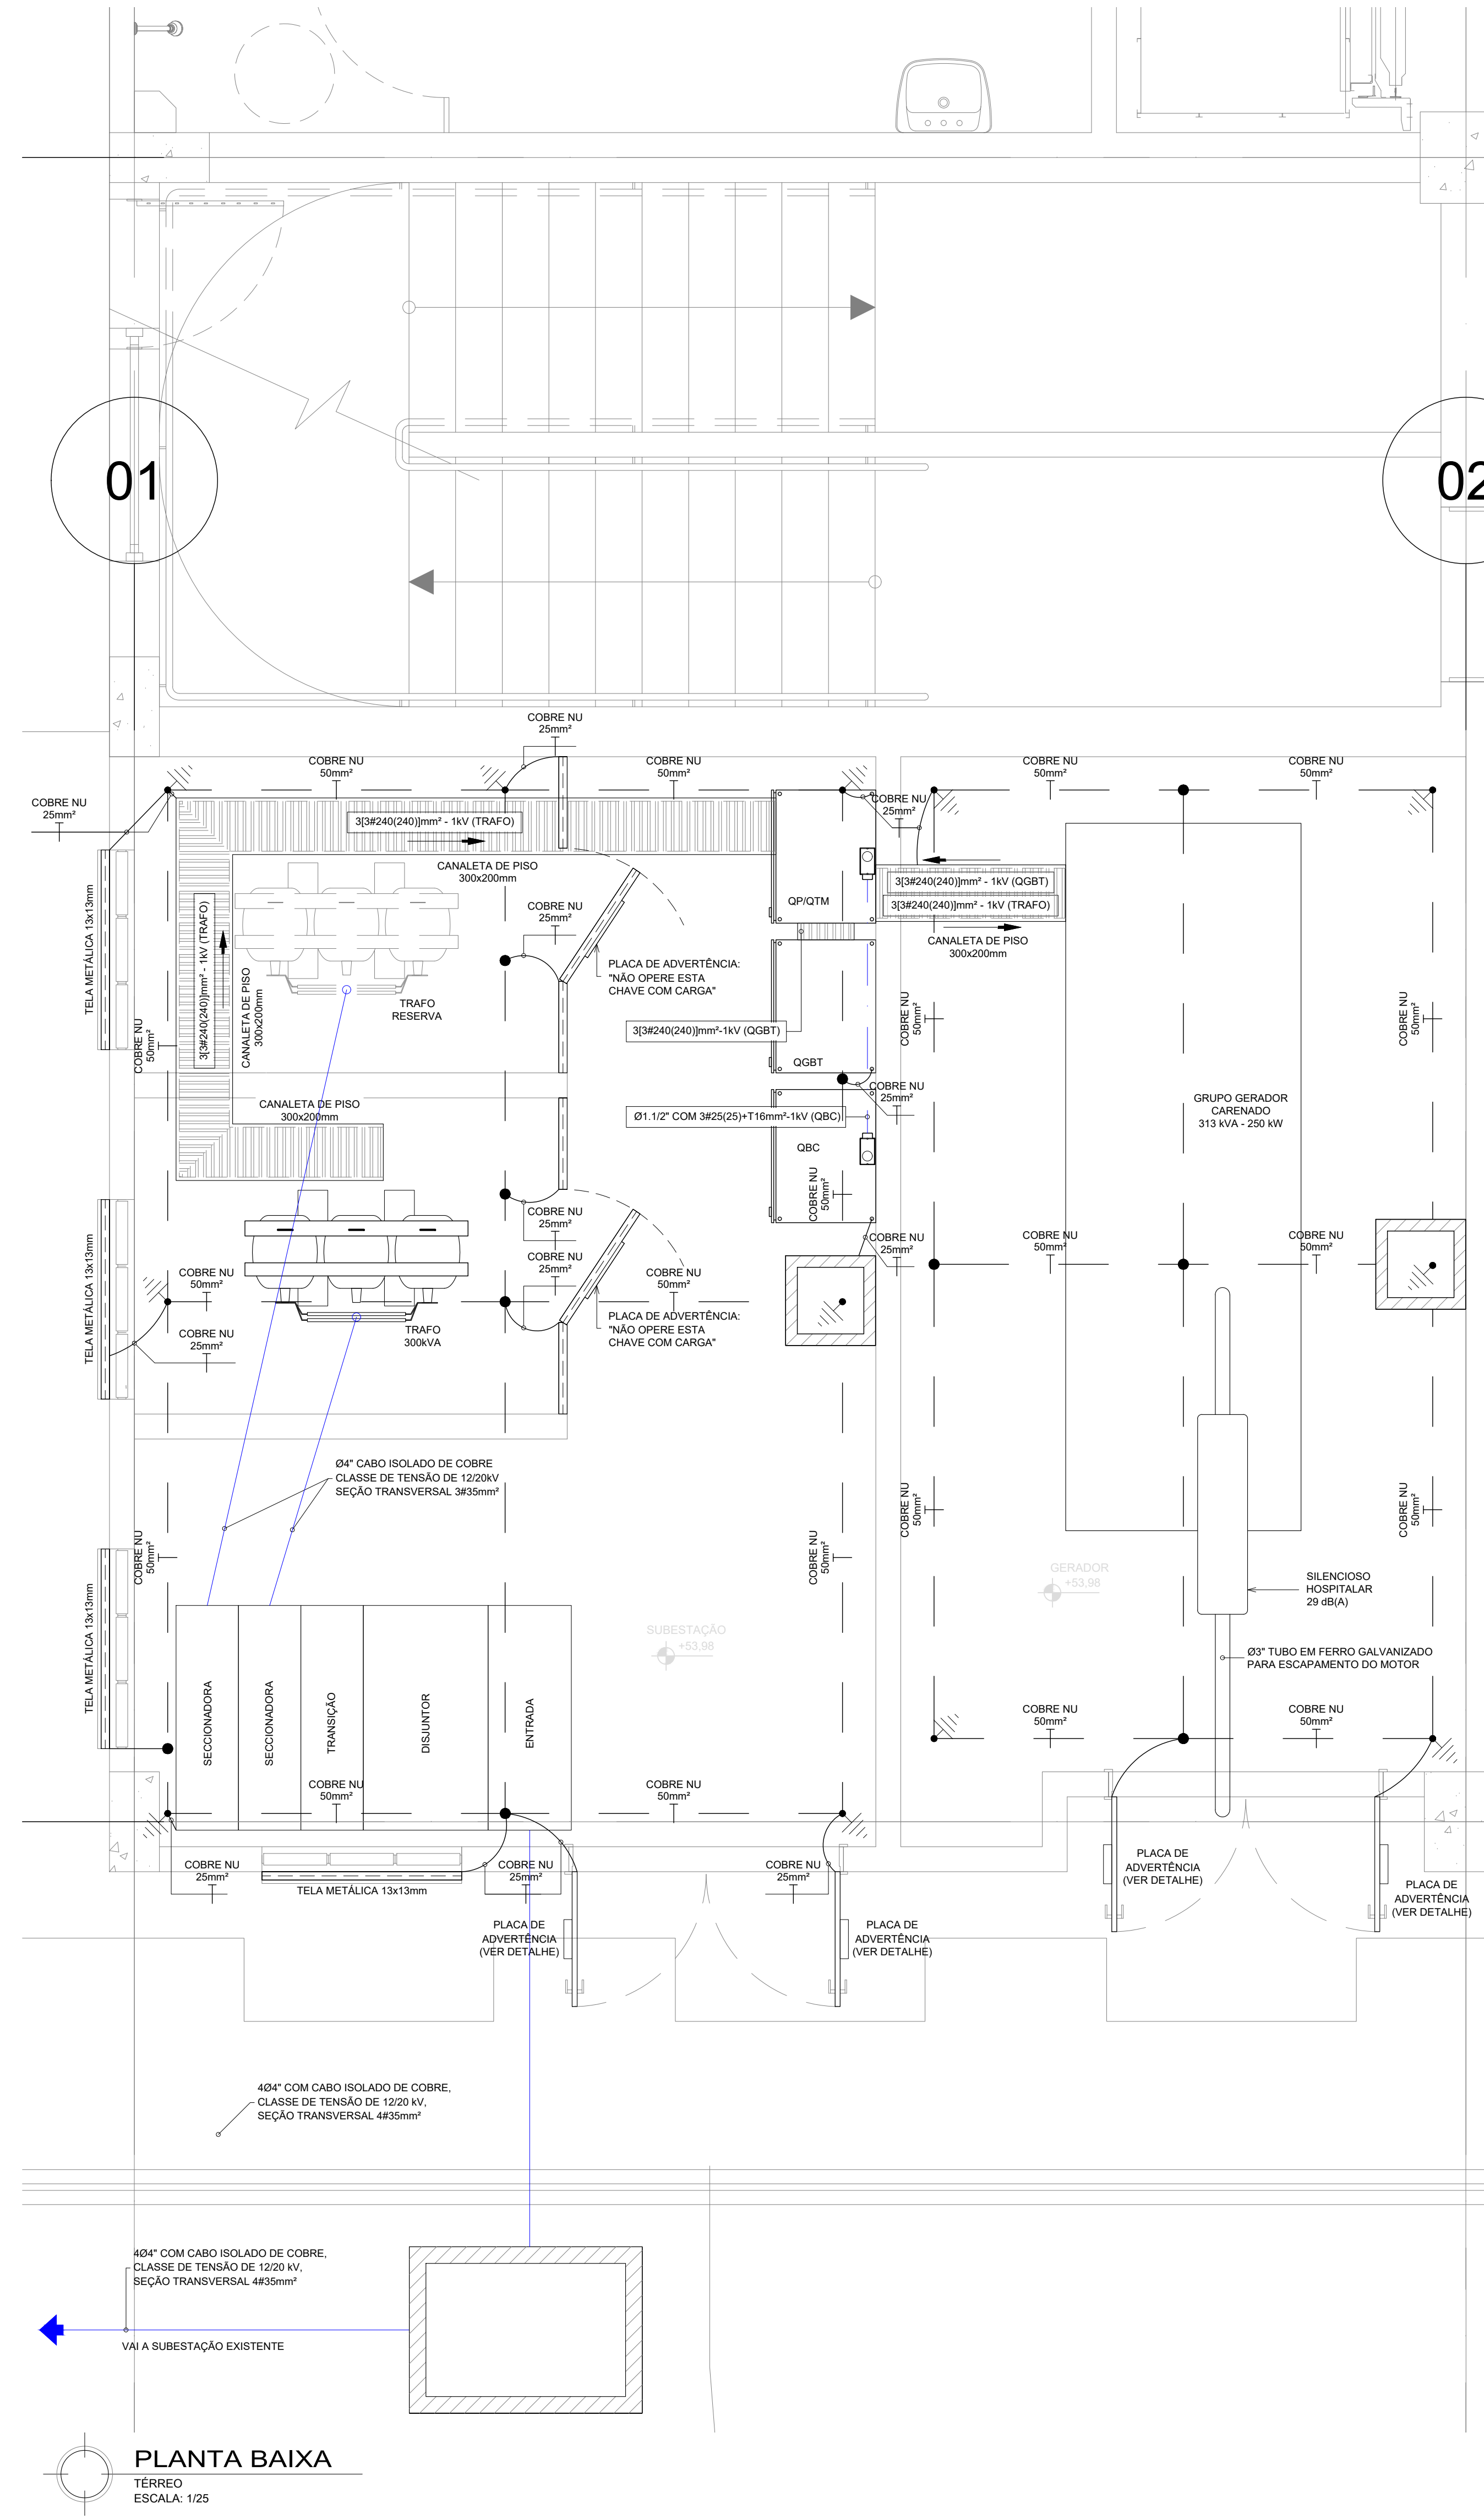 01
02
COBRE NU
25mm²
COBRE NU
50mm²
COBRE NU
50mm²
COBRE NU
50mm²
COBRE NU
50mm²
COBRE NU
25mm²
COBRE NU
25mm²
3[3#240(240)]mm² - 1kV (TRAFO)
CANALETA DE PISO
300x200mm
3[3#240(240)]mm² - 1kV (QGBT)
3[3#240(240)]mm² - 1kV (TRAFO)
CANALETA DE PISO
300x200mm
QP/QTM
TELA METÁLICA 13x13mm
3[3#240(240)]mm² - 1kV (TRAFO)
CANALETA DE PISO
300x200mm
COBRE NU
50mm²
COBRE NU
25mm²
PLACA DE ADVERTÊNCIA:
"NÃO OPERE ESTA
CHAVE COM CARGA"
TRAFO
RESERVA
3[3#240(240)]mm²-1kV (QGBT)
QGBT
COBRE NU
50mm²
COBRE NU
50mm²
COBRE NU
25mm²
CANALETA DE PISO
300x200mm
Ø1.1/2" COM 3#25(25)+T16mm²-1kV (QBC)
QBC
COBRE NU
50mm²
GRUPO GERADOR
CARENADO
313 kVA - 250 kW
TELA METÁLICA 13x13mm
COBRE NU
25mm²
COBRE NU
25mm²
COBRE NU
25mm²
COBRE NU
50mm²
COBRE NU
50mm²
COBRE NU
50mm²
COBRE NU
50mm²
COBRE NU
25mm²
TRAFO
300kVA
PLACA DE ADVERTÊNCIA:
"NÃO OPERE ESTA
CHAVE COM CARGA"
Ø4" CABO ISOLADO DE COBRE
CLASSE DE TENSÃO DE 12/20kV
SEÇÃO TRANSVERSAL 3#35mm²
COBRE NU
50mm²
COBRE NU
50mm²
COBRE NU
50mm²
COBRE NU
50mm²
TELA METÁLICA 13x13mm
GERADOR
+53,98
SILENCIOSO
HOSPITALAR
29 dB(A)
SUBESTAÇÃO
+53,98
Ø3" TUBO EM FERRO GALVANIZADO
PARA ESCAPAMENTO DO MOTOR
SECCIONADORA
SECCIONADORA
TRANSIÇÃO
DISJUNTOR
ENTRADA
COBRE NU
50mm²
COBRE NU
50mm²
COBRE NU
50mm²
COBRE NU
50mm²
COBRE NU
25mm²
TELA METÁLICA 13x13mm
COBRE NU
25mm²
COBRE NU
25mm²
PLACA DE
ADVERTÊNCIA
(VER DETALHE)
PLACA DE
ADVERTÊNCIA
(VER DETALHE)
PLACA DE
ADVERTÊNCIA
(VER DETALHE)
PLACA DE
ADVERTÊNCIA
(VER DETALHE)
4Ø4" COM CABO ISOLADO DE COBRE,
CLASSE DE TENSÃO DE 12/20 kV,
SEÇÃO TRANSVERSAL 4#35mm²
4Ø4" COM CABO ISOLADO DE COBRE,
CLASSE DE TENSÃO DE 12/20 kV,
SEÇÃO TRANSVERSAL 4#35mm²
VAI A SUBESTAÇÃO EXISTENTE
PLANTA BAIXA
TÉRREO
ESCALA: 1/25